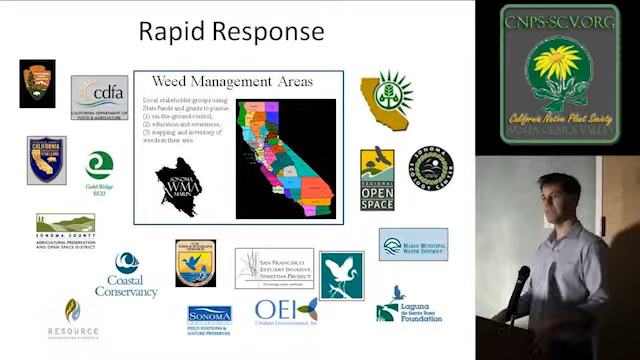 Rapid Response
Weed Management Areas
Local stakeholder groups using
State funds and grants to pursue
(1) on-the-ground control,
(2) education and awareness,
(3) mapping and inventory of
weeds in their area.
SONOMA
WMA
MARIN
cdfa
CALIFORNIA DEPARTMENT OF
FOOD & AGRICULTURE
CALIFORNIA
Gold Ridge
RCD
SONOMA COUNTY
AGRICULTURAL PRESERVATION
AND OPEN SPACE DISTRICT
Coastal
Conservancy
RESOURCE
SAN FRANCISCO
ESTUARY INVASIVE
SPARTINA PROJECT
SONOMA
FIELD STATIONS &
NATURE PRESERVES
OEI
REGIONAL
OPEN
SPACE
SONOMA ECOLOGY CENTER
MARIN MUNICIPAL
WATER DISTRICT
Laguna
de Santa Rosa
Foundation
CNPS-SCV.ORG
California Native Plant Society
SANTA CLARA VALLEY